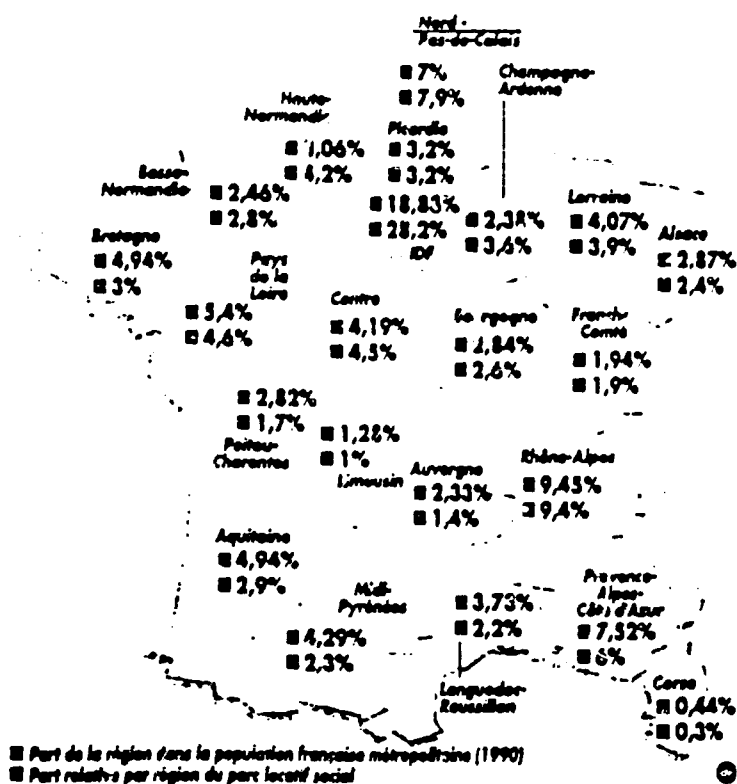 Nord-
Pas-de-Calais
7%
7,9%
Champagne-
Ardenne
Haute-
Normandie
,06%
4,2%
Picardie
3,2%
3,2%
Basse-
Normandie
2,46%
2,8%
18,83%
28,2%
IDF
2,38%
3,6%
Lorraine
4,07%
3,9%
Alsace
2,87%
2,4%
Bretagne
4,94%
3%
Pays
de la
Loire
5,4%
4,6%
Centre
4,19%
4,5%
Bourgogne
2,84%
2,6%
Franche-
Comté
1,94%
1,9%
2,82%
1,7%
Poitou-
Charentes
1,28%
1%
Limousin
Auvergne
2,33%
1,4%
Rhône-Alpes
9,45%
9,4%
Aquitaine
4,94%
2,9%
Midi-
Pyrénées
4,29%
2,3%
3,73%
2,2%
Languedoc-
Roussillon
Provence-
Alpes-
Côte d'Azur
7,52%
6%
Corse
0,44%
0,3%
Part de la région dans la population française métropolitaine (1990)
Part relative par région du parc locatif social